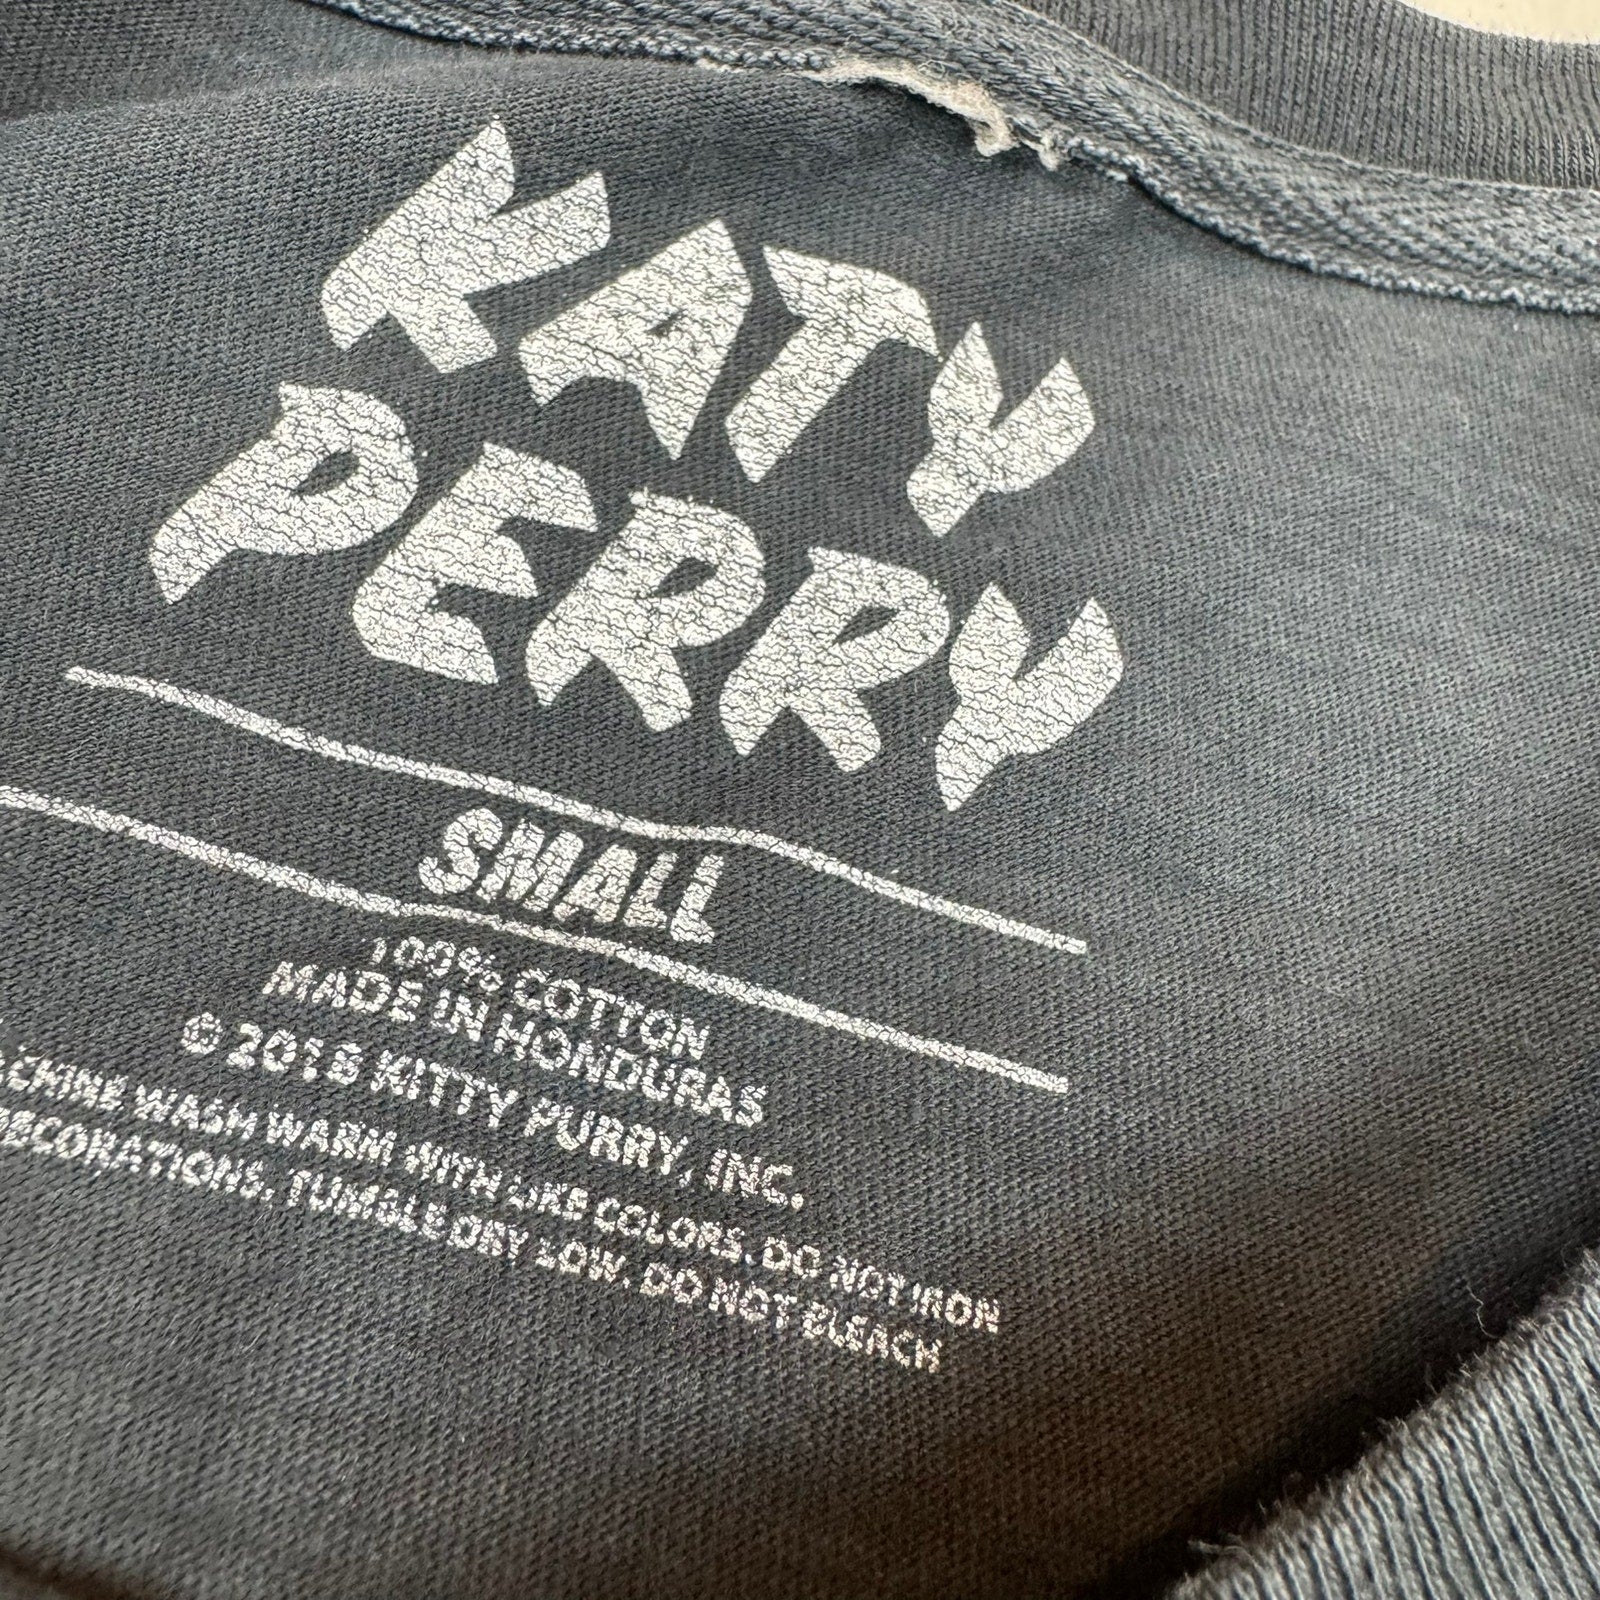 KATY
PERRY
SMALL
100% COTTON
MADE IN HONDURAS
© 2018 KITTY PURRY, INC.
WASH WARM WITH LIKE COLORS. DO NOT IRON
DECORATIONS. TUMBLE DRY LOW. DO NOT BLEACH